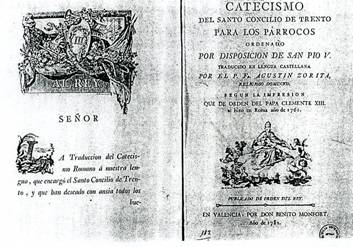 AL REY.
SEÑOR
LA Traduccion del Catecis-
mo Romano á nuestra len-
gua, que encargó el Santo Concilio de Tren-
to, y que han deseado con ansia todos los
bue-
CATECISMO
DEL SANTO CONCILIO DE TRENTO
PARA LOS PÁRROCOS
ORDENADO
POR DISPOSICION DE SAN PIO V.
TRADUCIDO EN LENGUA CASTELLANA
POR EL P. Fr. AGUSTIN ZORITA,
RELIGIOSO DOMINICO,
SEGUN LA IMPRESION
QUE DE ORDEN DEL PAPA CLEMENTE XIII.
se hizo en Roma año de 1761.
PUBLICADO DE ORDEN DEL REY.
EN VALENCIA: POR DON BENITO MONFORT.
Año de 1782.